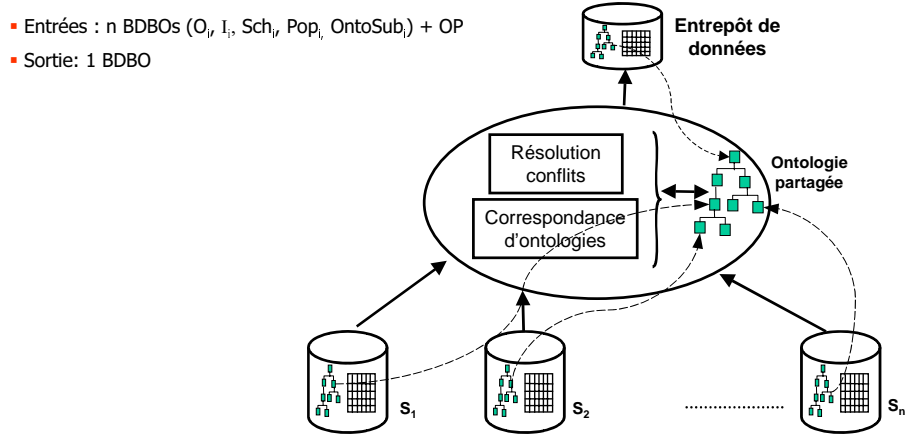 ▪ Entrées : n BDBOs (Oi, Ii, Schi, Popi, OntoSubi) + OP
▪ Sortie: 1 BDBO
Entrepôt de
données
Résolution
conflits
Correspondance
d'ontologies
Ontologie
partagée
S1
S2
Sn